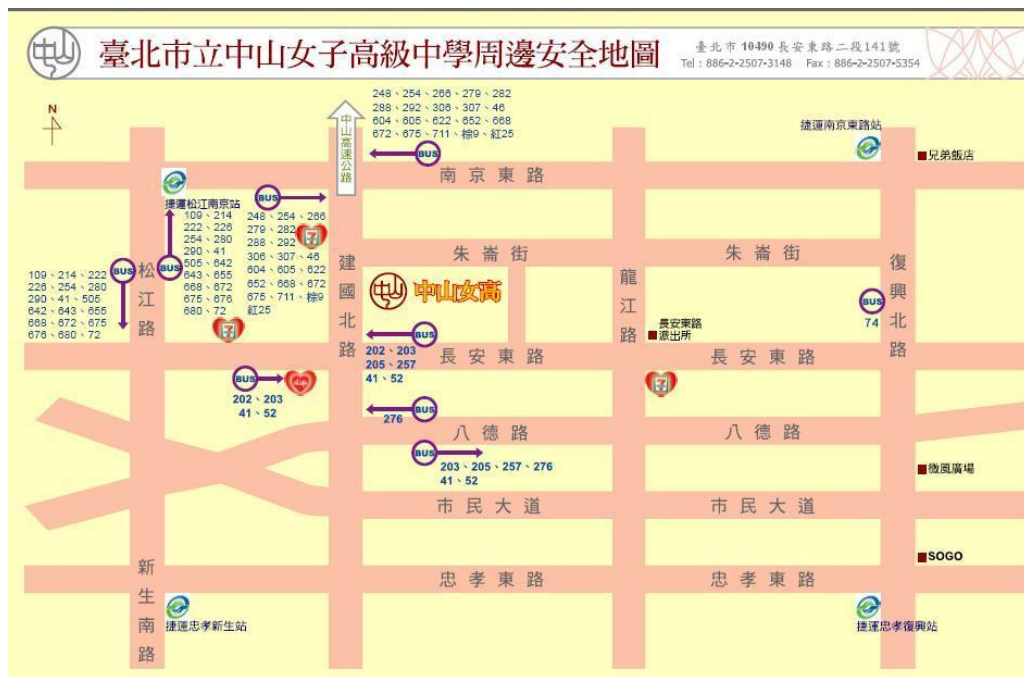 中山
臺北市立中山女子高級中學周邊安全地圖
臺北市 10490 長安東路二段141號
Tel : 886-2-2507-3148 Fax : 886-2-2507-5354
N
中山高速公路
248、254、266、279、282
288、292、306、307、46
604、605、622、652、668
672、675、711、棕9、紅25
BUS
南京東路
捷運南京東路站
兄弟飯店
捷運松江南京站
109、214
222、226
254、280
290、41
505、642
643、655
668、672
675、676
680、72
BUS
BUS
248、254、266
279、282
288、292
306、307、46
604、605、622
652、668、672
675、711、棕9
紅25
7
BUS
109、214、222
226、254、280
290、41、505
642、643、655
668、672、675
676、680、72
松江路
7
建國北路
朱崙街
朱崙街
中山
中山女高
龍江路
復興北路
BUS
74
長安東路
派出所
BUS
202、203
205、257
41、52
長安東路
長安東路
BUS
202、203
41、52
7
BUS
276
八德路
八德路
BUS
203、205、257、276
41、52
微風廣場
市民大道
市民大道
SOGO
新生南路
忠孝東路
忠孝東路
捷運忠孝新生站
捷運忠孝復興站